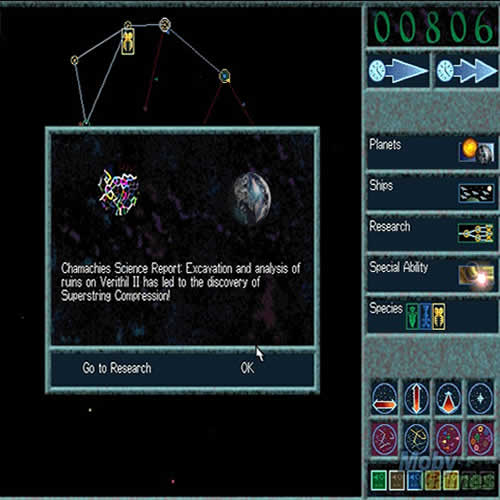 00806
Planets
Ships
Research
Special Ability
Species
Chamachies Science Report: Excavation and analysis of
ruins on Venthil II has led to the discovery of
Superstring Compression!
Go to Research
OK